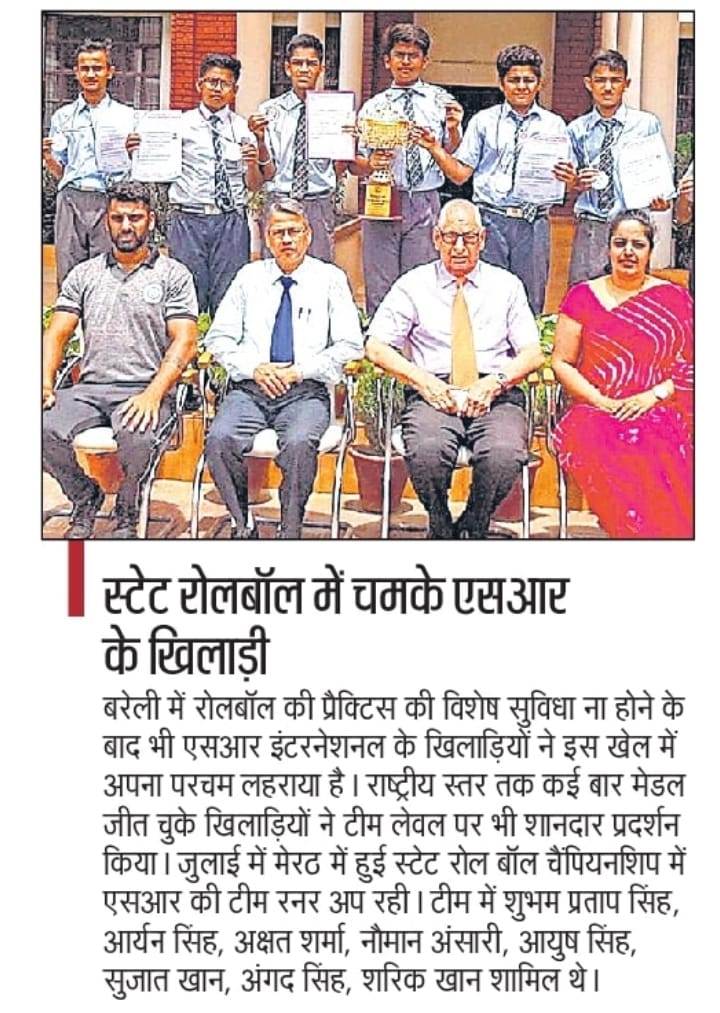 स्टेट रोलबॉल में चमके एसआर
के खिलाड़ी
बरेली में रोलबॉल की प्रैक्टिस की विशेष सुविधा ना होने के
बाद भी एसआर इंटरनेशनल के खिलाड़ियों ने इस खेल में
अपना परचम लहराया है। राष्ट्रीय स्तर तक कई बार मेडल
जीत चुके खिलाड़ियों ने टीम लेवल पर भी शानदार प्रदर्शन
किया। जुलाई में मेरठ में हुई स्टेट रोल बॉल चैंपियनशिप में
एसआर की टीम रनर अप रही। टीम में शुभम प्रताप सिंह,
आर्यन सिंह, अक्षत शर्मा, नौमान अंसारी, आयुष सिंह,
सुजात खान, अंगद सिंह, शारिक खान शामिल थे।